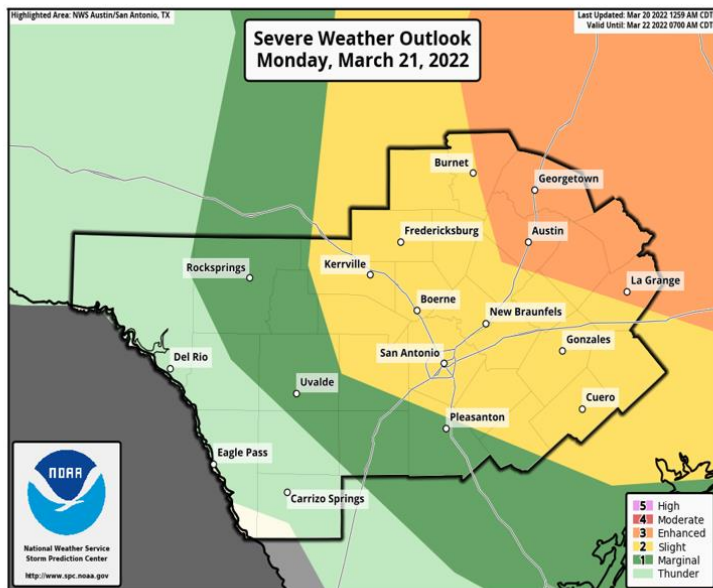 Highlighted Area: NWS Austin/San Antonio, TX
Last Updated: Mar 20 2022 1259 AM CDT
Valid Until: Mar 22 2022 0700 AM CDT
Severe Weather Outlook
Monday, March 21, 2022
Burnet
Georgetown
Fredericksburg
Austin
Rocksprings
Kerrville
La Grange
Boerne
New Braunfels
Del Rio
San Antonio
Gonzales
Uvalde
Cuero
Pleasanton
Eagle Pass
Carrizo Springs
NOAA
National Weather Service
Storm Prediction Center
http://www.spc.noaa.gov
5 High
4 Moderate
3 Enhanced
2 Slight
1 Marginal
Thunder